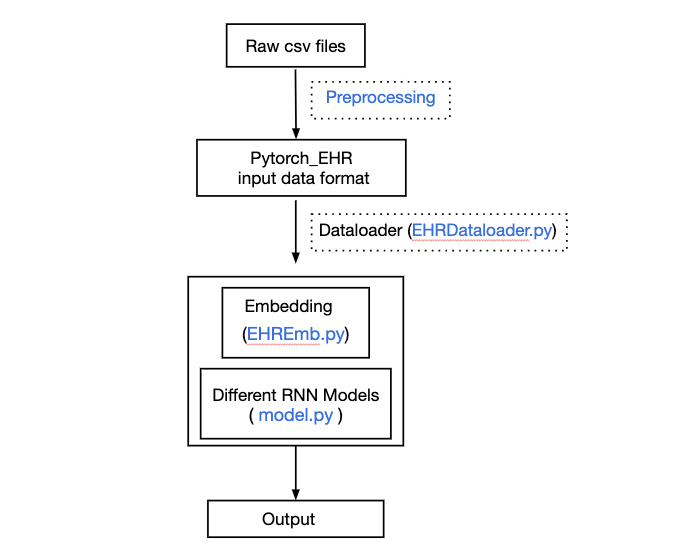 Raw csv files
Preprocessing
Pytorch_EHR
input data format
Dataloader (EHRDataloader.py)
Embedding
(EHREmb.py)
Different RNN Models
( model.py )
Output